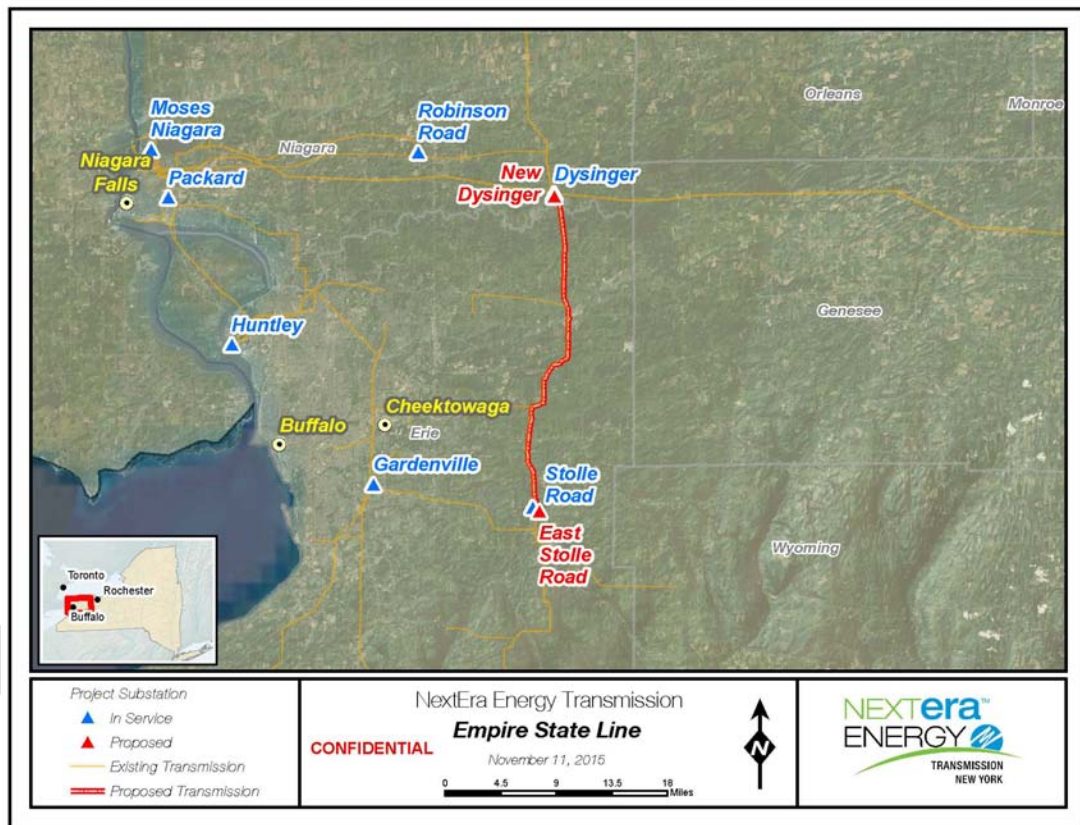 Orleans
Monroe
Moses
Niagara
Robinson
Road
Niagara
Niagara
Falls
Packard
New
Dysinger
Dysinger
Genesee
Huntley
Cheektowaga
Buffalo
Erie
Gardenville
Stolle
Road
East
Stolle
Road
Wyoming
Toronto
Rochester
Buffalo
Project Substation
In Service
Proposed
Existing Transmission
Proposed Transmission
CONFIDENTIAL
NextEra Energy Transmission
Empire State Line
November 11, 2015
0 4.5 9 13.5 18
Miles
N
NEXTera™
ENERGY
TRANSMISSION
NEW YORK